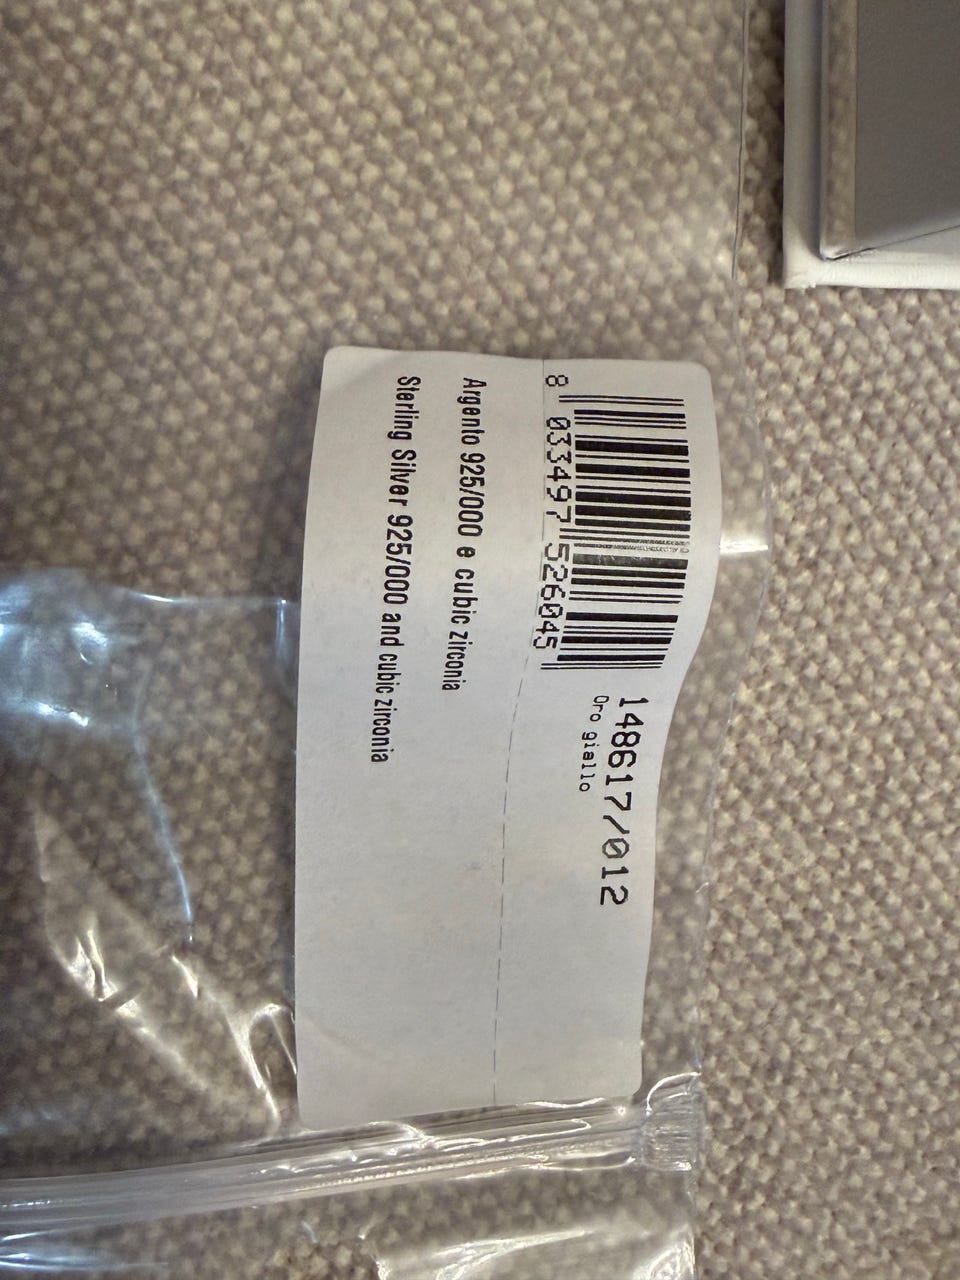 8 033497 526045
148617/012
Oro giallo
Argento 925/000 e cubic zirconia
Sterling Silver 925/000 and cubic zirconia